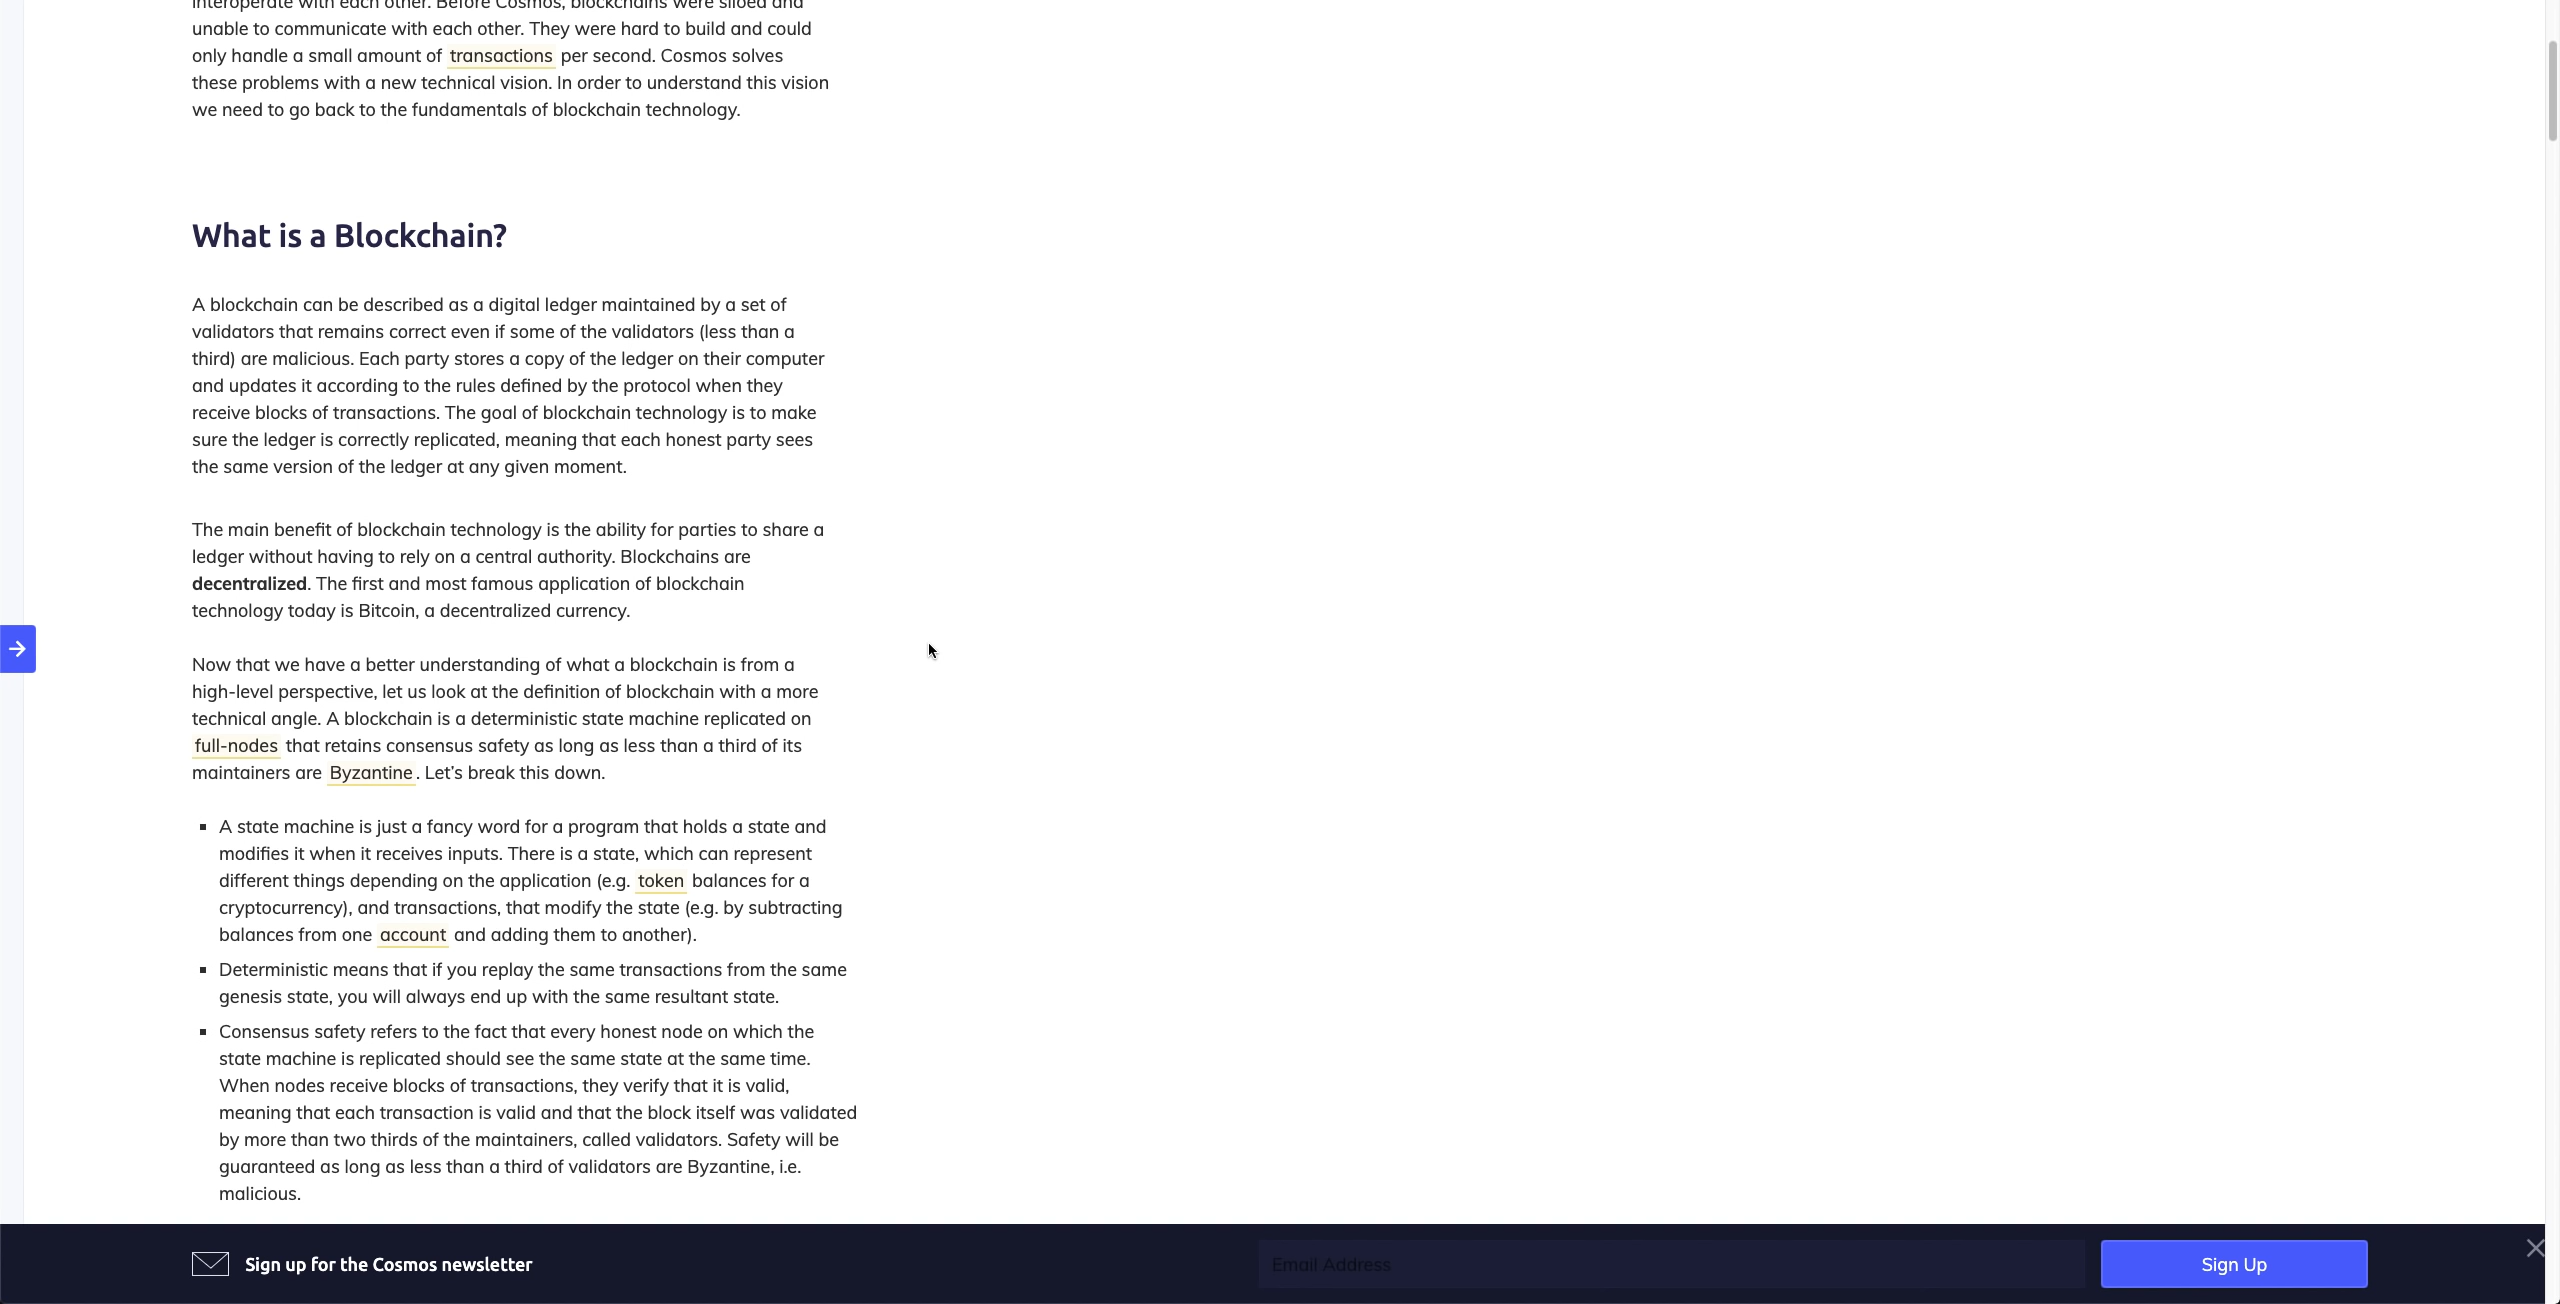 interoperate with each other. Before Cosmos, blockchains were siloed and
unable to communicate with each other. They were hard to build and could
only handle a small amount of transactions per second. Cosmos solves
these problems with a new technical vision. In order to understand this vision
we need to go back to the fundamentals of blockchain technology.
What is a Blockchain?
A blockchain can be described as a digital ledger maintained by a set of
validators that remains correct even if some of the validators (less than a
third) are malicious. Each party stores a copy of the ledger on their computer
and updates it according to the rules defined by the protocol when they
receive blocks of transactions. The goal of blockchain technology is to make
sure the ledger is correctly replicated, meaning that each honest party sees
the same version of the ledger at any given moment.
The main benefit of blockchain technology is the ability for parties to share a
ledger without having to rely on a central authority. Blockchains are
decentralized. The first and most famous application of blockchain
technology today is Bitcoin, a decentralized currency.
Now that we have a better understanding of what a blockchain is from a
high-level perspective, let us look at the definition of blockchain with a more
technical angle. A blockchain is a deterministic state machine replicated on
full-nodes that retains consensus safety as long as less than a third of its
maintainers are Byzantine. Let’s break this down.
▪ A state machine is just a fancy word for a program that holds a state and
modifies it when it receives inputs. There is a state, which can represent
different things depending on the application (e.g. token balances for a
cryptocurrency), and transactions, that modify the state (e.g. by subtracting
balances from one account and adding them to another).
▪ Deterministic means that if you replay the same transactions from the same
genesis state, you will always end up with the same resultant state.
▪ Consensus safety refers to the fact that every honest node on which the
state machine is replicated should see the same state at the same time.
When nodes receive blocks of transactions, they verify that it is valid,
meaning that each transaction is valid and that the block itself was validated
by more than two thirds of the maintainers, called validators. Safety will be
guaranteed as long as less than a third of validators are Byzantine, i.e.
malicious.
Sign up for the Cosmos newsletter
Email Address
Sign Up